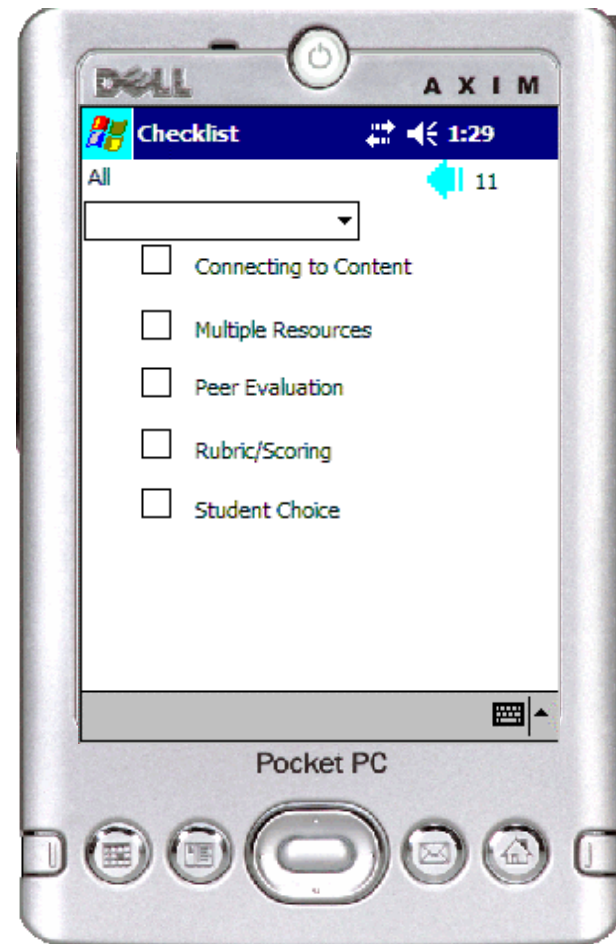 DELL
AXIM
Checklist 1:29
All 11
Connecting to Content
Multiple Resources
Peer Evaluation
Rubric/Scoring
Student Choice
Pocket PC